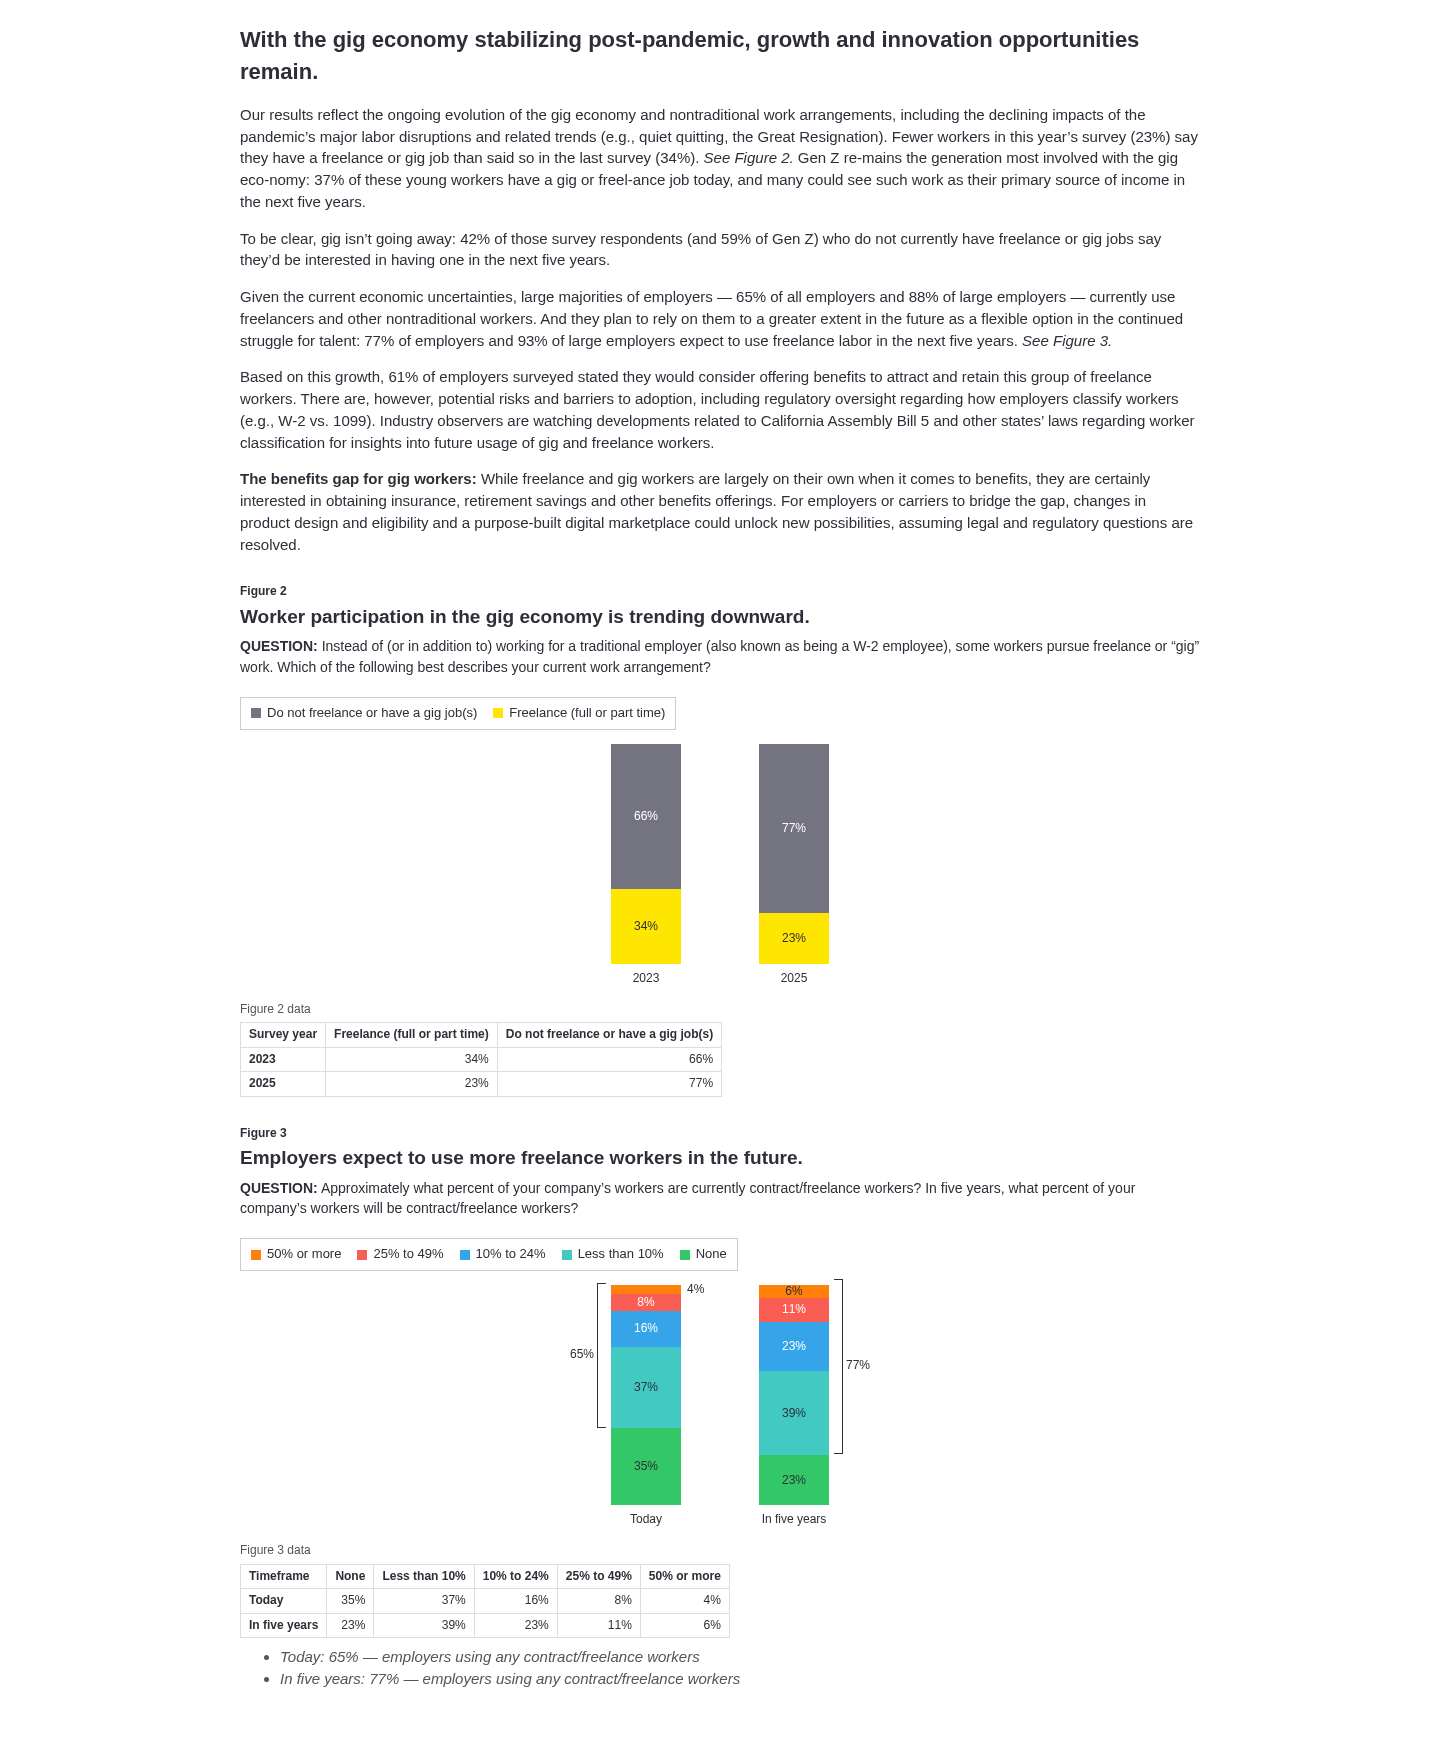 With the gig economy stabilizing post-pandemic, growth and innovation opportunities
remain.
Our results reflect the ongoing evolution of the gig economy and nontraditional work arrangements, including the declining impacts of the
pandemic’s major labor disruptions and related trends (e.g., quiet quitting, the Great Resignation). Fewer workers in this year’s survey (23%) say
they have a freelance or gig job than said so in the last survey (34%). See Figure 2. Gen Z re-mains the generation most involved with the gig
eco-nomy: 37% of these young workers have a gig or freel-ance job today, and many could see such work as their primary source of income in
the next five years.
To be clear, gig isn’t going away: 42% of those survey respondents (and 59% of Gen Z) who do not currently have freelance or gig jobs say
they’d be interested in having one in the next five years.
Given the current economic uncertainties, large majorities of employers — 65% of all employers and 88% of large employers — currently use
freelancers and other nontraditional workers. And they plan to rely on them to a greater extent in the future as a flexible option in the continued
struggle for talent: 77% of employers and 93% of large employers expect to use freelance labor in the next five years. See Figure 3.
Based on this growth, 61% of employers surveyed stated they would consider offering benefits to attract and retain this group of freelance
workers. There are, however, potential risks and barriers to adoption, including regulatory oversight regarding how employers classify workers
(e.g., W-2 vs. 1099). Industry observers are watching developments related to California Assembly Bill 5 and other states’ laws regarding worker
classification for insights into future usage of gig and freelance workers.
The benefits gap for gig workers: While freelance and gig workers are largely on their own when it comes to benefits, they are certainly
interested in obtaining insurance, retirement savings and other benefits offerings. For employers or carriers to bridge the gap, changes in
product design and eligibility and a purpose-built digital marketplace could unlock new possibilities, assuming legal and regulatory questions are
resolved.
Figure 2
Worker participation in the gig economy is trending downward.
QUESTION: Instead of (or in addition to) working for a traditional employer (also known as being a W-2 employee), some workers pursue freelance or “gig”
work. Which of the following best describes your current work arrangement?
Do not freelance or have a gig job(s) Freelance (full or part time)
66% 77%
34% 23%
2023 2025
Figure 2 data
Survey year Freelance (full or part time) Do not freelance or have a gig job(s)
2023 34% 66%
2025 23% 77%
Figure 3
Employers expect to use more freelance workers in the future.
QUESTION: Approximately what percent of your company’s workers are currently contract/freelance workers? In five years, what percent of your
company’s workers will be contract/freelance workers?
50% or more 25% to 49% 10% to 24% Less than 10% None
4% 6%
8% 11%
16% 23%
65% 77%
37% 39%
35% 23%
Today In five years
Figure 3 data
Timeframe None Less than 10% 10% to 24% 25% to 49% 50% or more
Today 35% 37% 16% 8% 4%
In five years 23% 39% 23% 11% 6%
• Today: 65% — employers using any contract/freelance workers
• In five years: 77% — employers using any contract/freelance workers